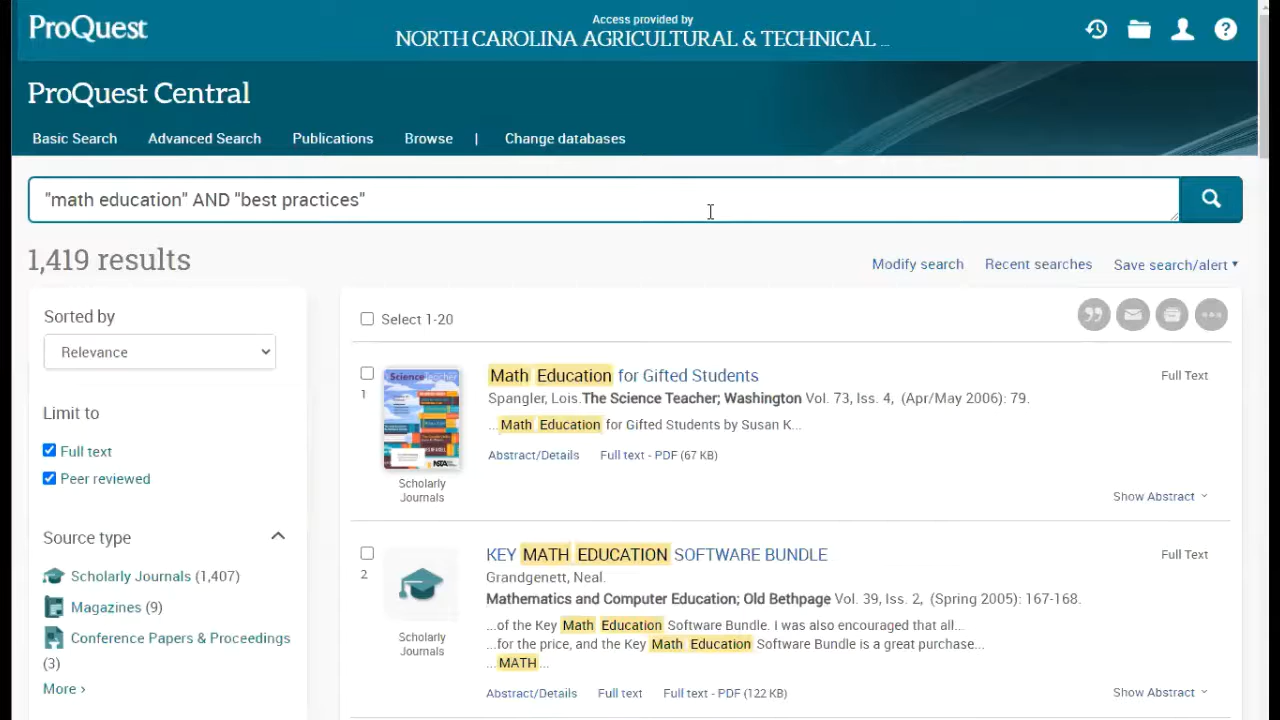 ProQuest
Access provided by
NORTH CAROLINA AGRICULTURAL & TECHNICAL ...
ProQuest Central
Basic Search Advanced Search Publications Browse | Change databases
"math education" AND "best practices"
1,419 results
Modify search Recent searches Save search/alert
Sorted by
Relevance
Limit to
Full text
Peer reviewed
Source type
Scholarly Journals (1,407)
Magazines (9)
Conference Papers & Proceedings
(3)
More ›
Select 1-20
1
Science Teacher
NSTA
Scholarly
Journals
Math Education for Gifted Students
Full Text
Spangler, Lois.The Science Teacher; Washington Vol. 73, Iss. 4, (Apr/May 2006): 79.
...Math Education for Gifted Students by Susan K...
Abstract/Details Full text - PDF (67 KB)
Show Abstract
2
Scholarly
Journals
KEY MATH EDUCATION SOFTWARE BUNDLE
Full Text
Grandgenett, Neal.
Mathematics and Computer Education; Old Bethpage Vol. 39, Iss. 2, (Spring 2005): 167-168.
...of the Key Math Education Software Bundle. I was also encouraged that all...
...for the price, and the Key Math Education Software Bundle is a great purchase...
...MATH...
Abstract/Details Full text Full text - PDF (122 KB)
Show Abstract